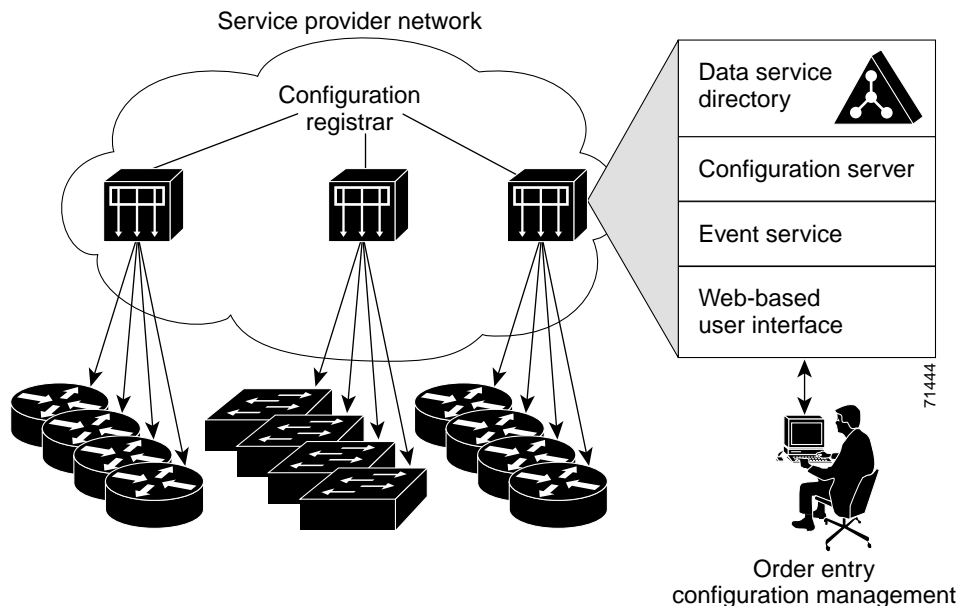 Service provider network
Configuration
registrar
Data service
directory
Configuration server
Event service
Web-based
user interface
71444
Order entry
configuration management